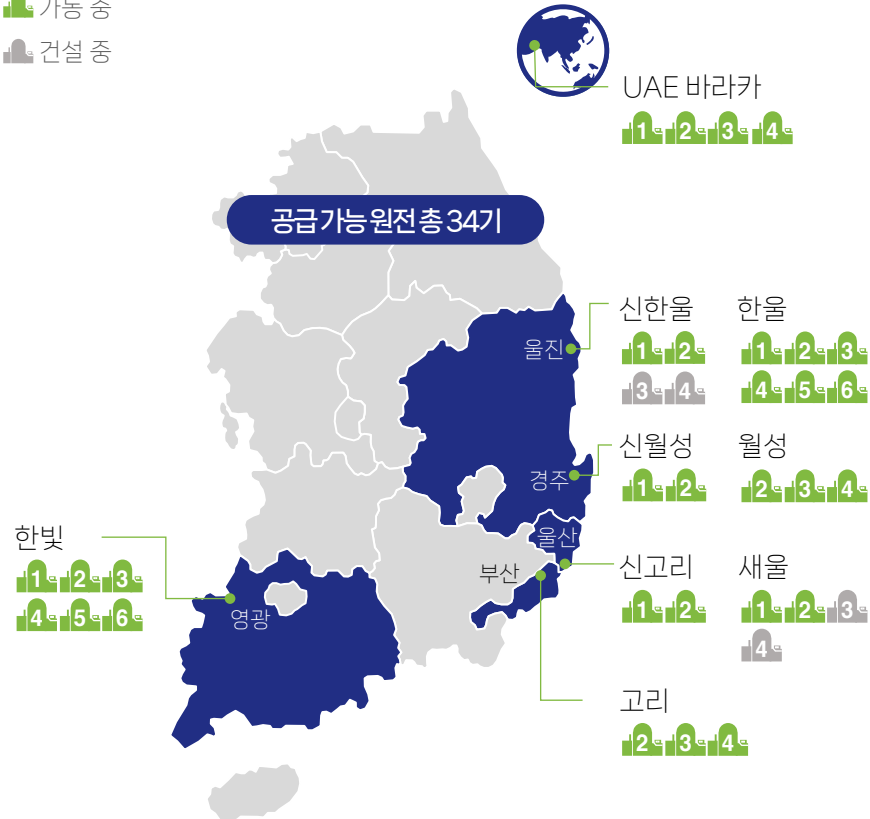 가동 중
건설 중
UAE 바라카
1 2 3 4
공급 가능 원전 총 34기
울진
신한울
1 2
3 4
한울
1 2 3
4 5 6
경주
신월성
1 2
월성
2 3 4
울산
신고리
1 2
새울
1 2 3
4
부산
고리
2 3 4
한빛
1 2 3
4 5 6
영광